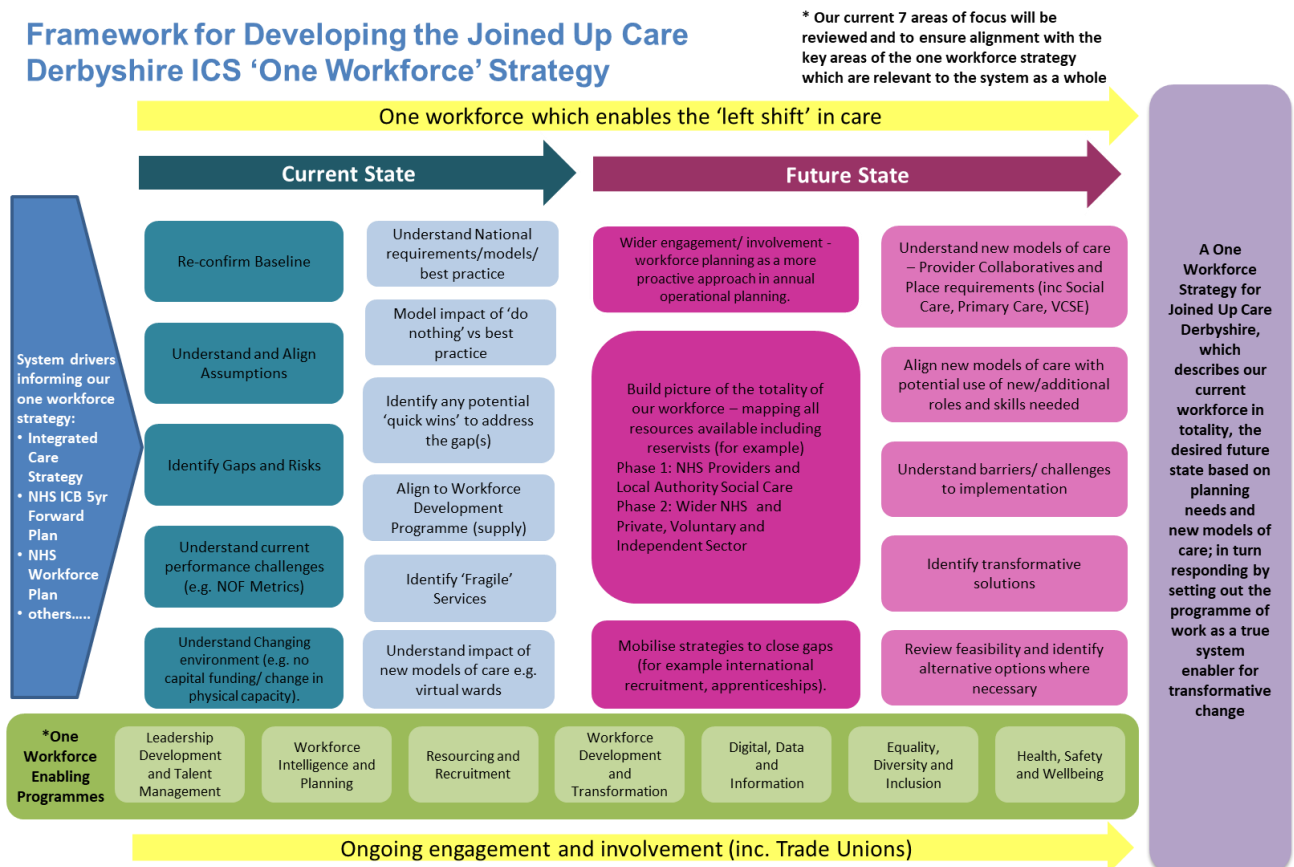 Framework for Developing the Joined Up Care
Derbyshire ICS ‘One Workforce’ Strategy
* Our current 7 areas of focus will be
reviewed and to ensure alignment with the
key areas of the one workforce strategy
which are relevant to the system as a whole
One workforce which enables the ‘left shift’ in care
Current State
Future State
System drivers
informing our
one workforce
strategy:
• Integrated
Care
Strategy
• NHS ICB 5yr
Forward
Plan
• NHS
Workforce
Plan
• others…..
Re-confirm Baseline
Understand and Align
Assumptions
Identify Gaps and Risks
Understand current
performance challenges
(e.g. NOF Metrics)
Understand Changing
environment (e.g. no
capital funding/ change in
physical capacity).
Understand National
requirements/models/
best practice
Model impact of ‘do
nothing’ vs best
practice
Identify any potential
‘quick wins’ to address
the gap(s)
Align to Workforce
Development
Programme (supply)
Identify ‘Fragile’
Services
Understand impact of
new models of care e.g.
virtual wards
Wider engagement/ involvement -
workforce planning as a more
proactive approach in annual
operational planning.
Build picture of the totality of
our workforce – mapping all
resources available including
reservists (for example)
Phase 1: NHS Providers and
Local Authority Social Care
Phase 2: Wider NHS and
Private, Voluntary and
Independent Sector
Mobilise strategies to close gaps
(for example international
recruitment, apprenticeships).
Understand new models of care
– Provider Collaboratives and
Place requirements (inc Social
Care, Primary Care, VCSE)
Align new models of care with
potential use of new/additional
roles and skills needed
Understand barriers/ challenges
to implementation
Identify transformative
solutions
Review feasibility and identify
alternative options where
necessary
A One
Workforce
Strategy for
Joined Up Care
Derbyshire,
which
describes our
current
workforce in
totality, the
desired future
state based on
planning
needs and
new models of
care; in turn
responding by
setting out the
programme of
work as a true
system
enabler for
transformative
change
*One
Workforce
Enabling
Programmes
Leadership
Development
and Talent
Management
Workforce
Intelligence and
Planning
Resourcing and
Recruitment
Workforce
Development
and
Transformation
Digital, Data
and
Information
Equality,
Diversity and
Inclusion
Health, Safety
and Wellbeing
Ongoing engagement and involvement (inc. Trade Unions)